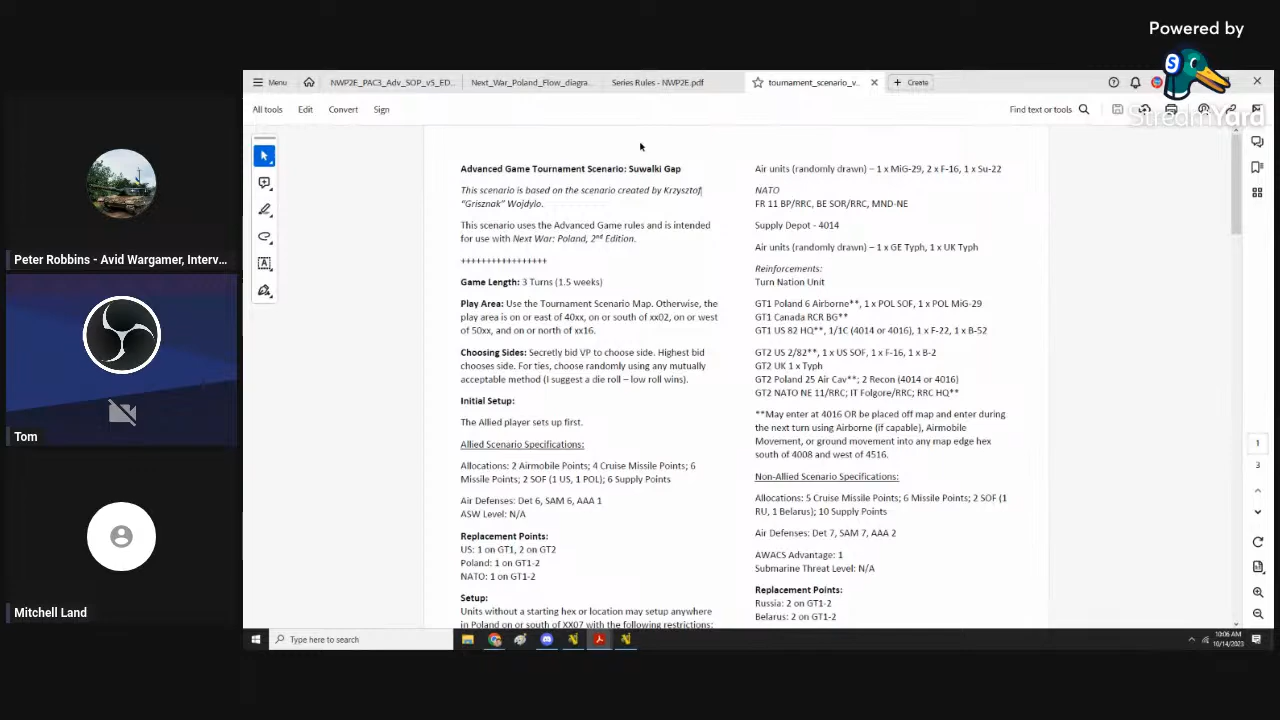 Powered by
StreamYard
Menu
NWP2E_PAC3_Adv_SOP_v5_ED...
Next_War_Poland_Flow_diagra...
Series Rules - NWP2E.pdf
tournament_scenario_v...
Create
All tools
Edit
Convert
Sign
Find text or tools
Advanced Game Tournament Scenario: Suwalki Gap
This scenario is based on the scenario created by Krzysztof
"Grisznak" Wojdylo.
This scenario uses the Advanced Game rules and is intended
for use with Next War: Poland, 2nd Edition.
++++++++++++++++
Game Length: 3 Turns (1.5 weeks)
Play Area: Use the Tournament Scenario Map. Otherwise, the
play area is on or east of 40xx, on or south of xx02, on or west
of 50xx, and on or north of xx16.
Choosing Sides: Secretly bid VP to choose side. Highest bid
chooses side. For ties, choose randomly using any mutually
acceptable method (I suggest a die roll – low roll wins).
Initial Setup:
The Allied player sets up first.
Allied Scenario Specifications:
Allocations: 2 Airmobile Points; 4 Cruise Missile Points; 6
Missile Points; 2 SOF (1 US, 1 POL); 6 Supply Points
Air Defenses: Det 6, SAM 6, AAA 1
ASW Level: N/A
Replacement Points:
US: 1 on GT1, 2 on GT2
Poland: 1 on GT1-2
NATO: 1 on GT1-2
Setup:
Units without a starting hex or location may setup anywhere
in Poland on or south of XX07 with the following restrictions:
Air units (randomly drawn) – 1 x MiG-29, 2 x F-16, 1 x Su-22
NATO
FR 11 BP/RRC, BE SOR/RRC, MND-NE
Supply Depot - 4014
Air units (randomly drawn) – 1 x GE Typh, 1 x UK Typh
Reinforcements:
Turn Nation Unit
GT1 Poland 6 Airborne**, 1 x POL SOF, 1 x POL MiG-29
GT1 Canada RCR BG**
GT1 US 82 HQ**, 1/1C (4014 or 4016), 1 x F-22, 1 x B-52
GT2 US 2/82**, 1 x US SOF, 1 x F-16, 1 x B-2
GT2 UK 1 x Typh
GT2 Poland 25 Air Cav**; 2 Recon (4014 or 4016)
GT2 NATO NE 11/RRC; IT Folgore/RRC; RRC HQ**
**May enter at 4016 OR be placed off map and enter during
the next turn using Airborne (if capable), Airmobile
Movement, or ground movement into any map edge hex
south of 4008 and west of 4516.
Non-Allied Scenario Specifications:
Allocations: 5 Cruise Missile Points; 6 Missile Points; 2 SOF (1
RU, 1 Belarus); 10 Supply Points
Air Defenses: Det 7, SAM 7, AAA 2
AWACS Advantage: 1
Submarine Threat Level: N/A
Replacement Points:
Russia: 2 on GT1-2
Belarus: 2 on GT1-2
1
3
Peter Robbins - Avid Wargamer, Interv...
Tom
Mitchell Land
Type here to search
10:06 AM
10/14/2023